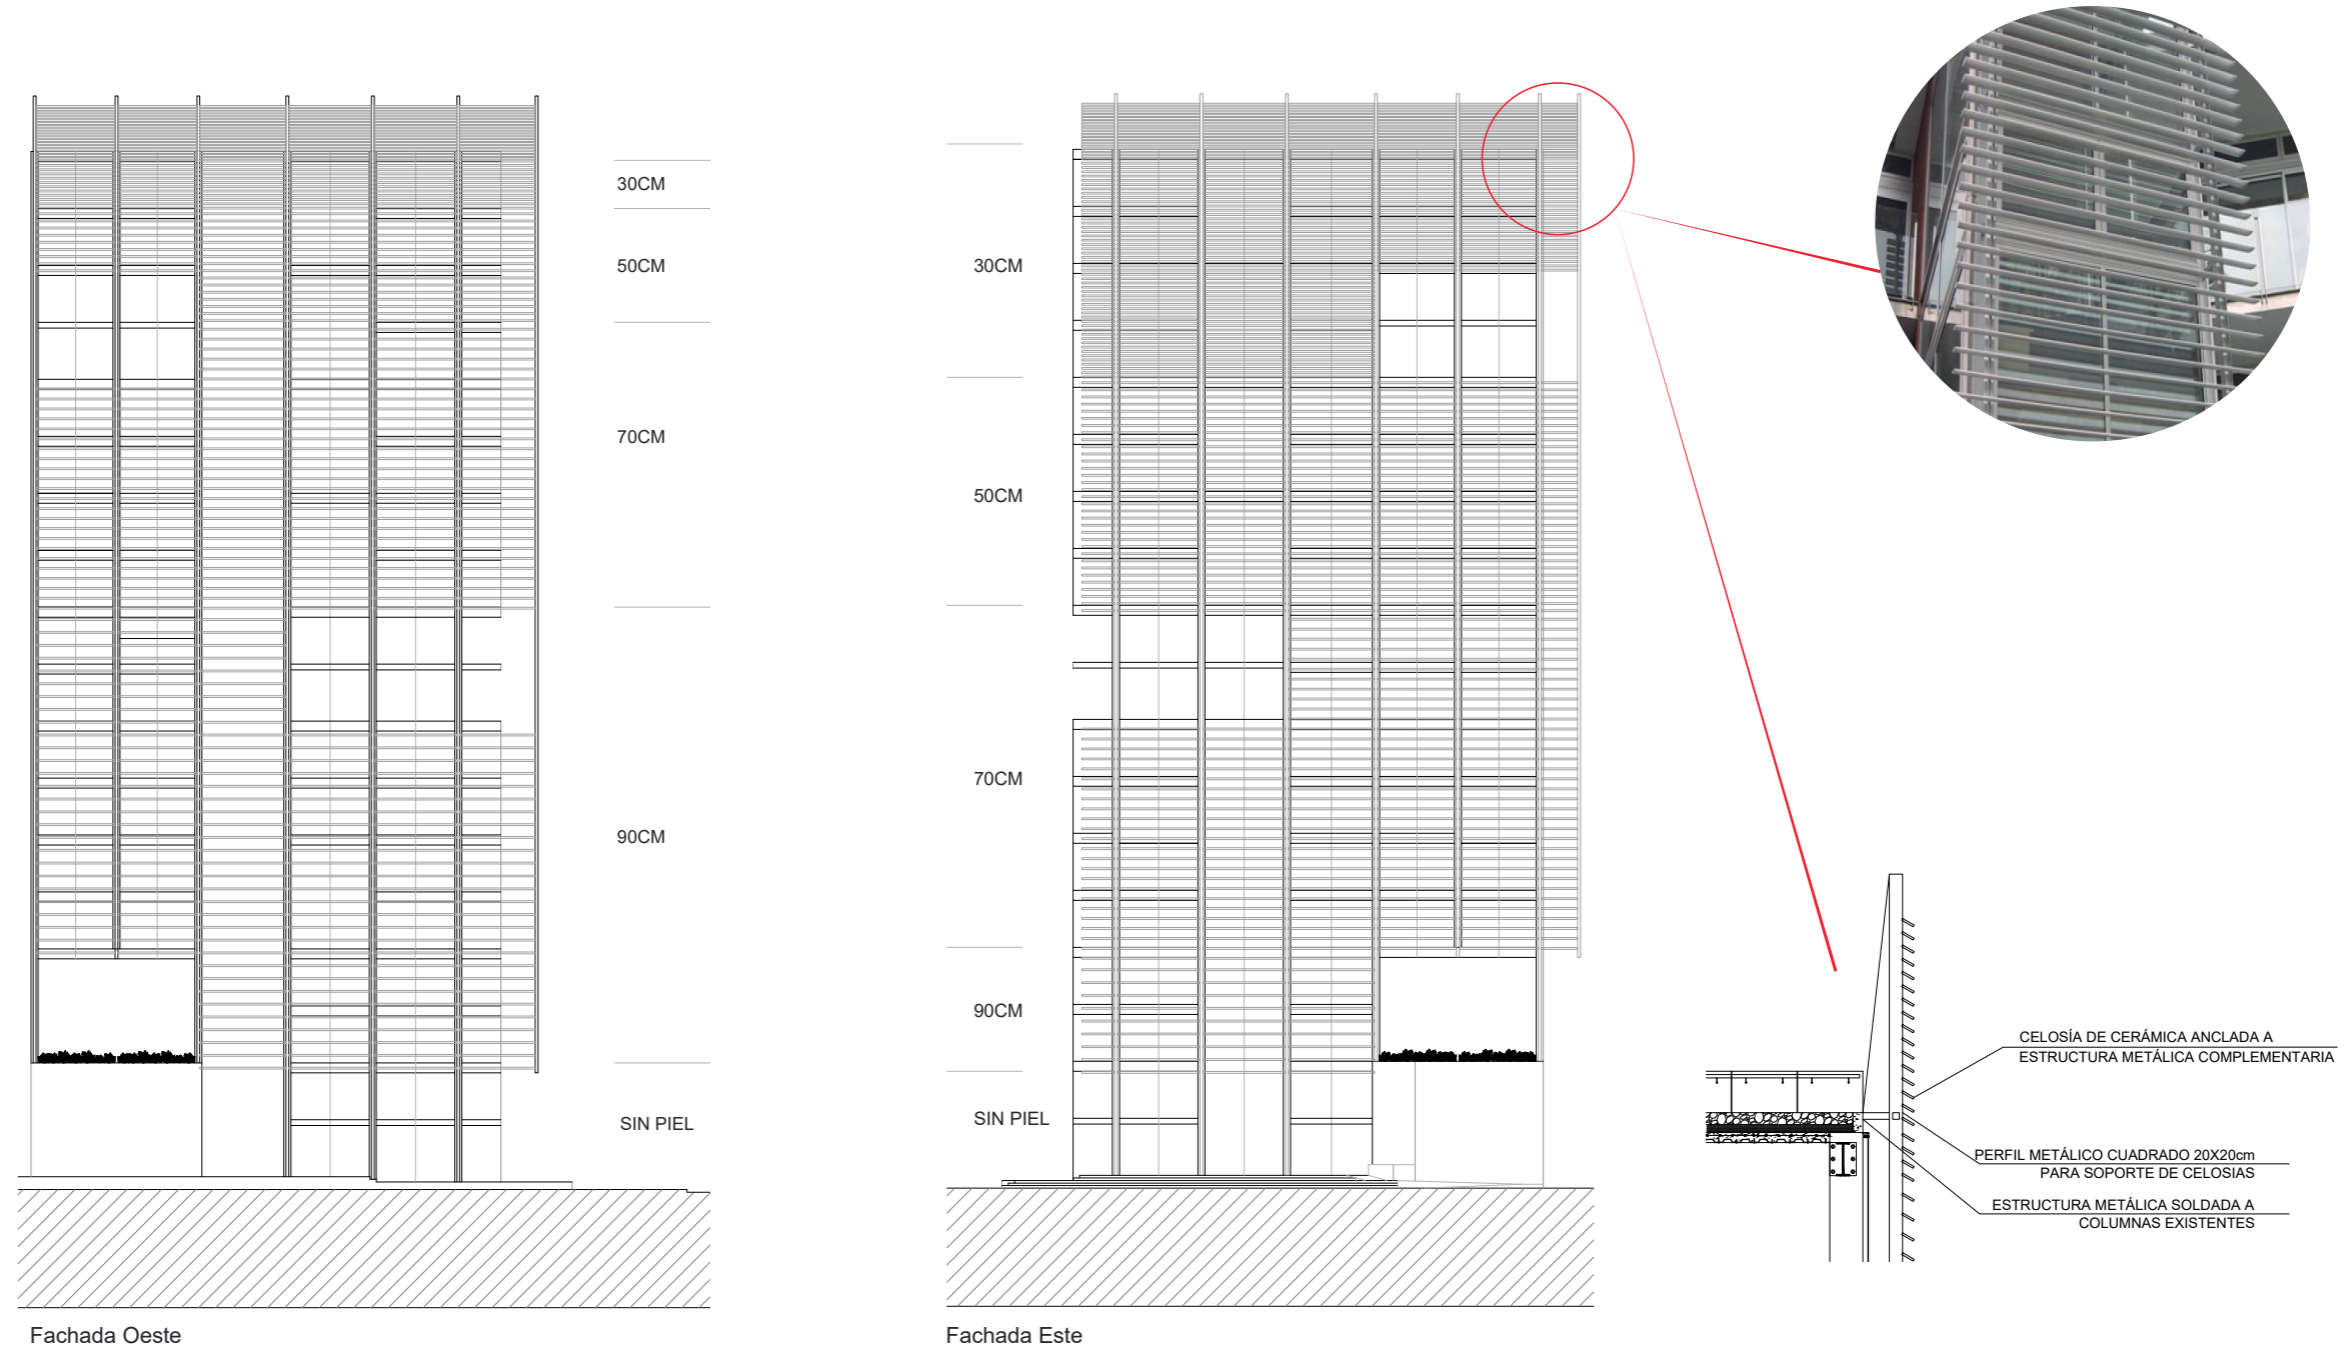 30CM
50CM
70CM
90CM
SIN PIEL
Fachada Oeste
30CM
50CM
70CM
90CM
SIN PIEL
Fachada Este
CELOSÍA DE CERÁMICA ANCLADA A
ESTRUCTURA METÁLICA COMPLEMENTARIA
PERFIL METÁLICO CUADRADO 20X20cm
PARA SOPORTE DE CELOSIAS
ESTRUCTURA METÁLICA SOLDADA A
COLUMNAS EXISTENTES